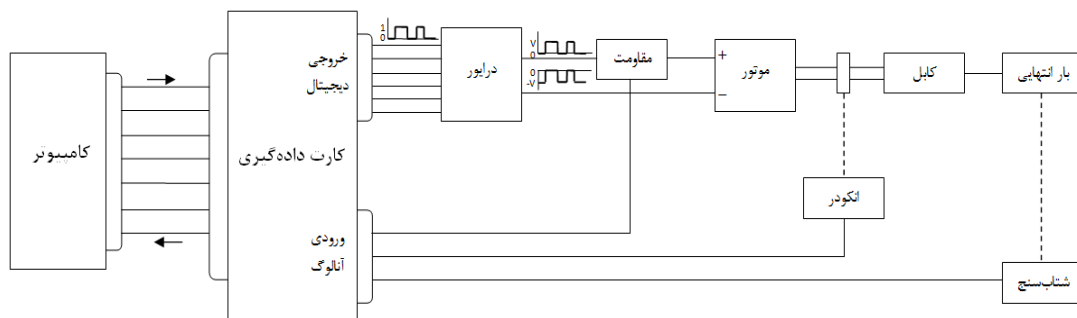 کامپیوتر
خروجی
دیجیتال
کارت داده‌گیری
ورودی
آنالوگ
1
0
درایور
V
0
0
-V
مقاومت
+
موتور
−
کابل
بار انتهایی
انکودر
شتاب‌سنج